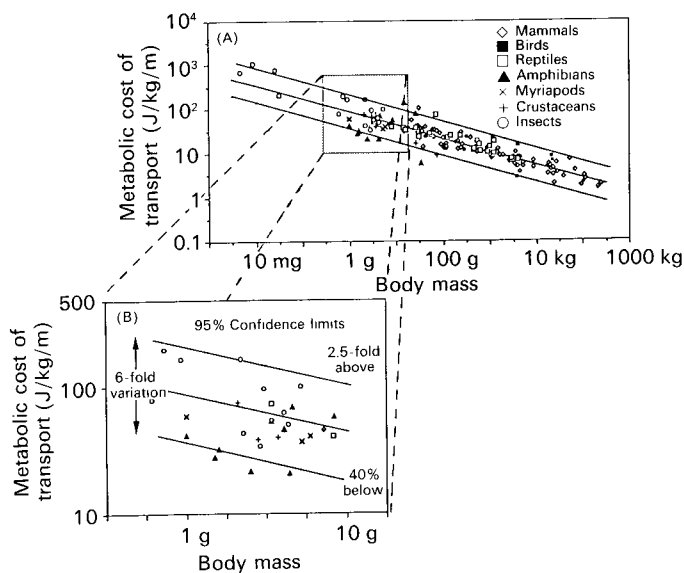 (A)
Metabolic cost of
transport (J/kg/m)
10⁴
10³
10²
10
1
0.1
Mammals
Birds
Reptiles
Amphibians
Myriapods
Crustaceans
Insects
10 mg
1 g
100 g
10 kg
1000 kg
Body mass
(B)
Metabolic cost of
transport (J/kg/m)
500
100
10
95% Confidence limits
2.5-fold
above
6-fold
variation
40%
below
1 g
10 g
Body mass